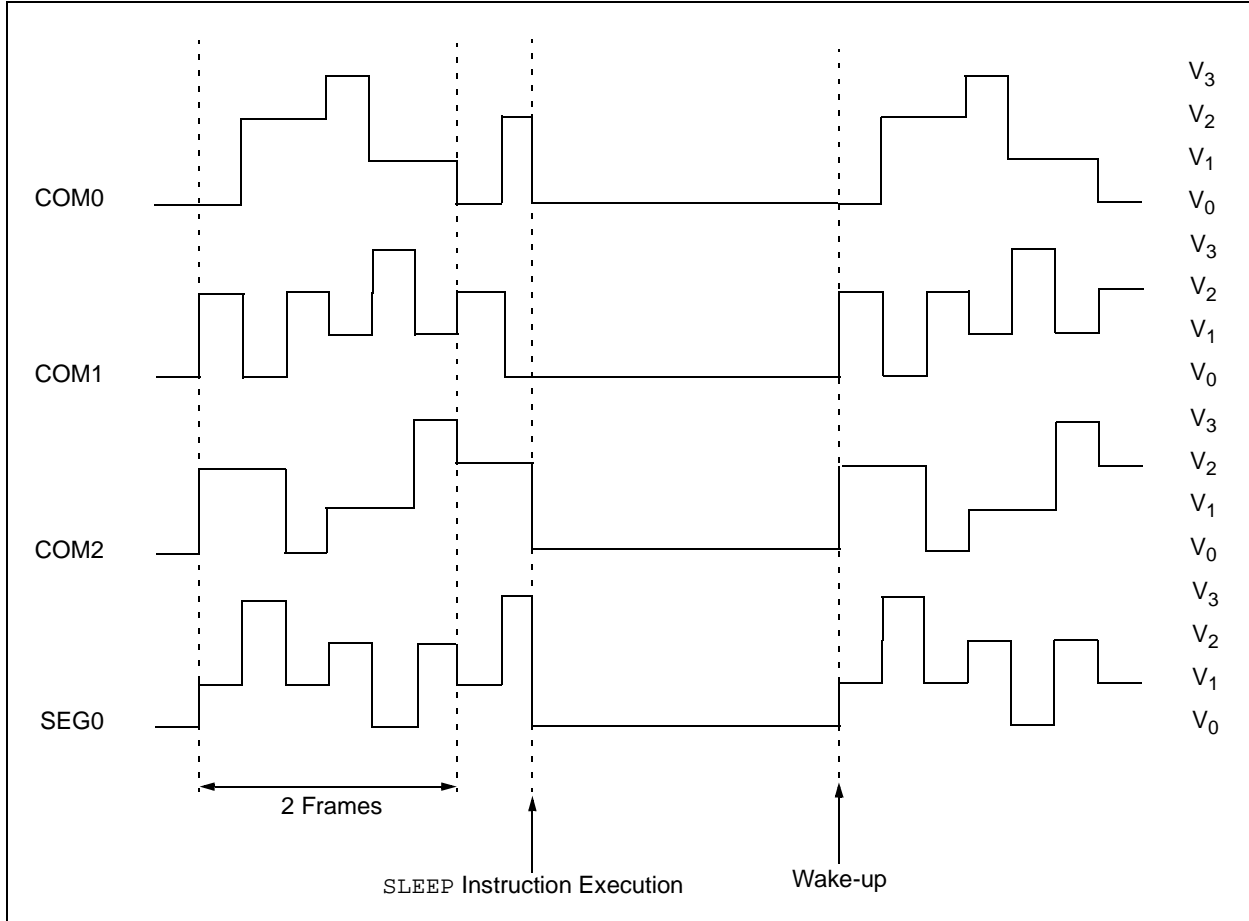 V3
V2
V1
COM0 V0
V3
V2
V1
COM1 V0
V3
V2
V1
COM2 V0
V3
V2
V1
SEG0 V0
2 Frames
SLEEP Instruction Execution
Wake-up